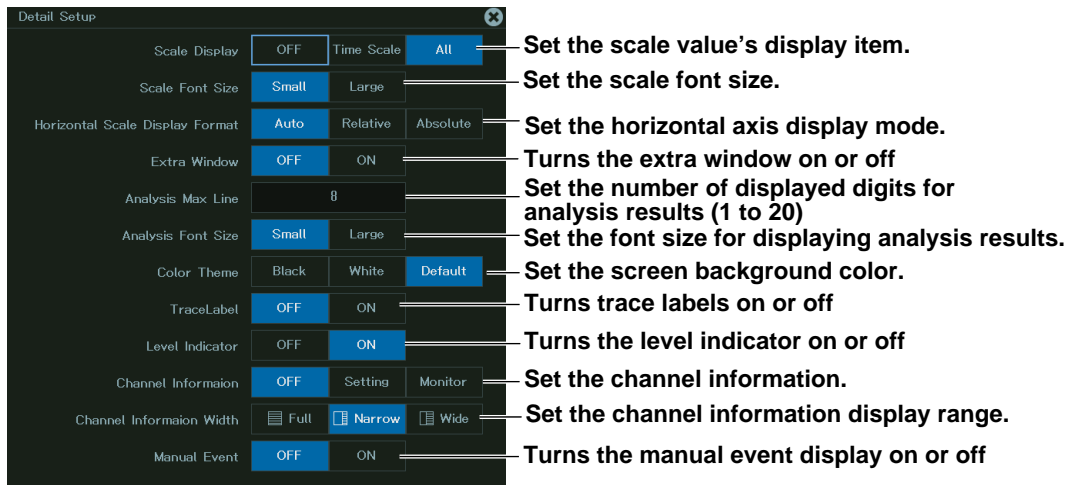 Detail Setup
Scale Display OFF Time Scale All Set the scale value's display item.
Scale Font Size Small Large Set the scale font size.
Horizontal Scale Display Format Auto Relative Absolute Set the horizontal axis display mode.
Extra Window OFF ON Turns the extra window on or off
Analysis Max Line 8 Set the number of displayed digits for
analysis results (1 to 20)
Analysis Font Size Small Large Set the font size for displaying analysis results.
Color Theme Black White Default Set the screen background color.
TraceLabel OFF ON Turns trace labels on or off
Level Indicator OFF ON Turns the level indicator on or off
Channel Informaion OFF Setting Monitor Set the channel information.
Channel Informaion Width Full Narrow Wide Set the channel information display range.
Manual Event OFF ON Turns the manual event display on or off